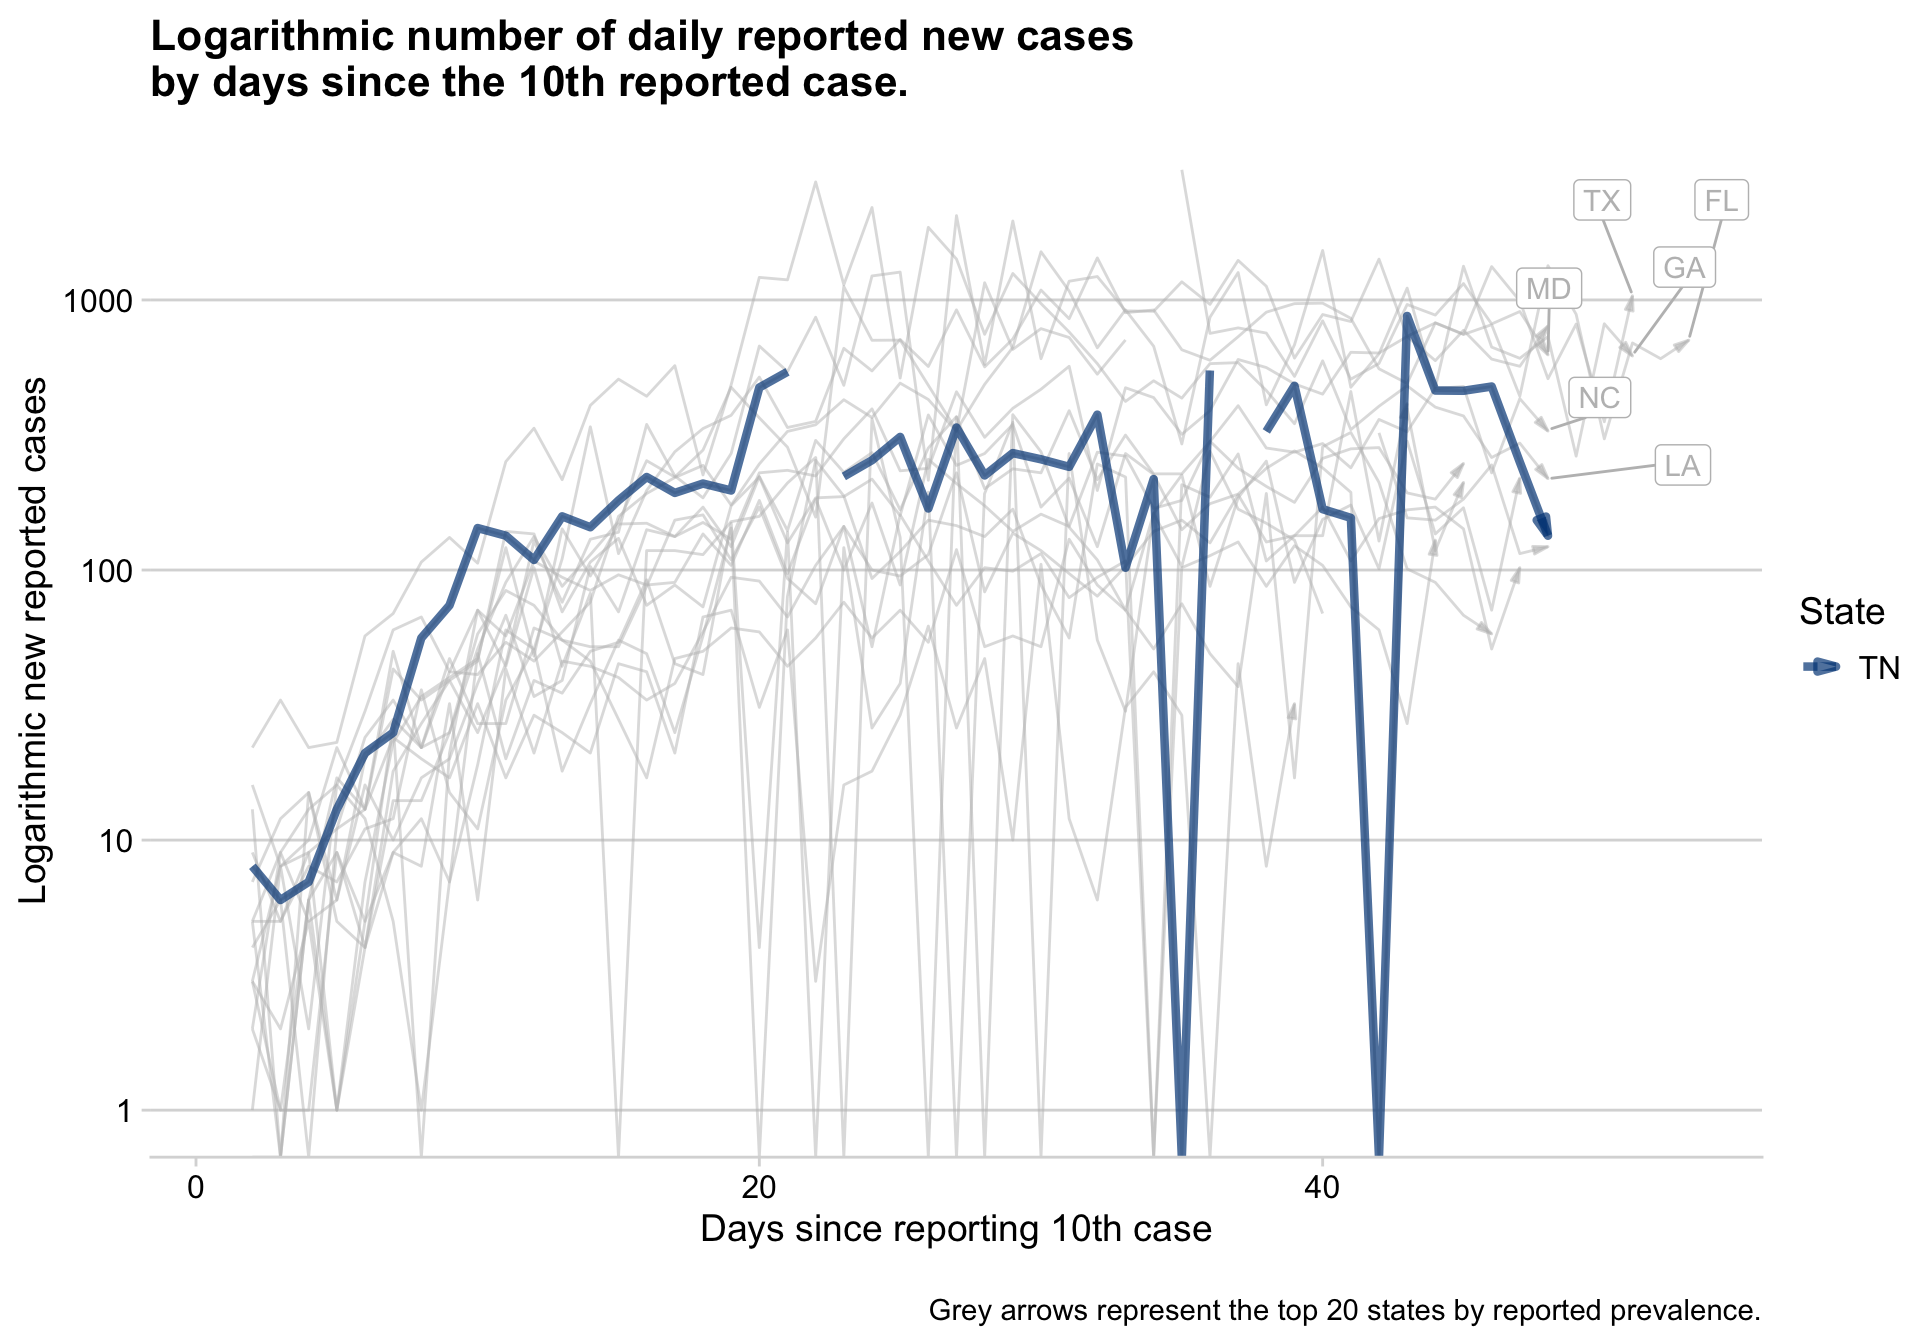 Logarithmic number of daily reported new cases
by days since the 10th reported case.
TX
FL
GA
MD
NC
LA
1000
100
10
1
Logarithmic new reported cases
0
20
40
Days since reporting 10th case
State
TN
Grey arrows represent the top 20 states by reported prevalence.